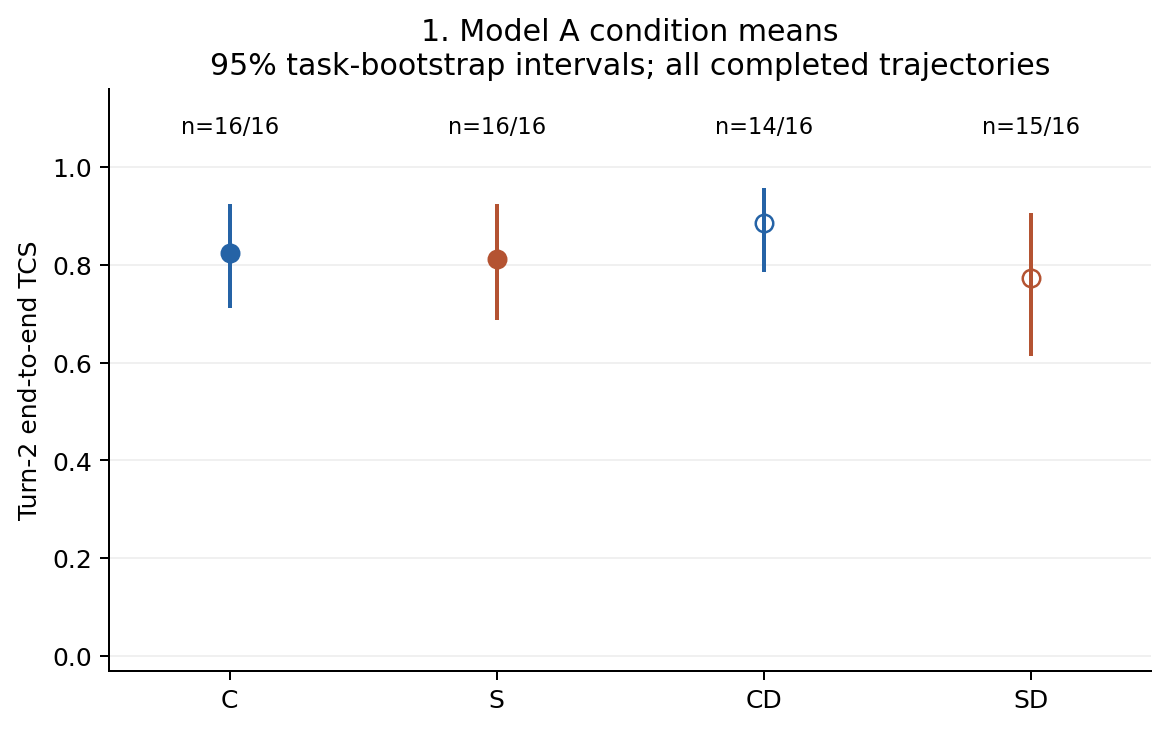 1. Model A condition means
95% task-bootstrap intervals; all completed trajectories
n=16/16 n=16/16 n=14/16 n=15/16
Turn-2 end-to-end TCS
1.0
0.8
0.6
0.4
0.2
0.0
C S CD SD